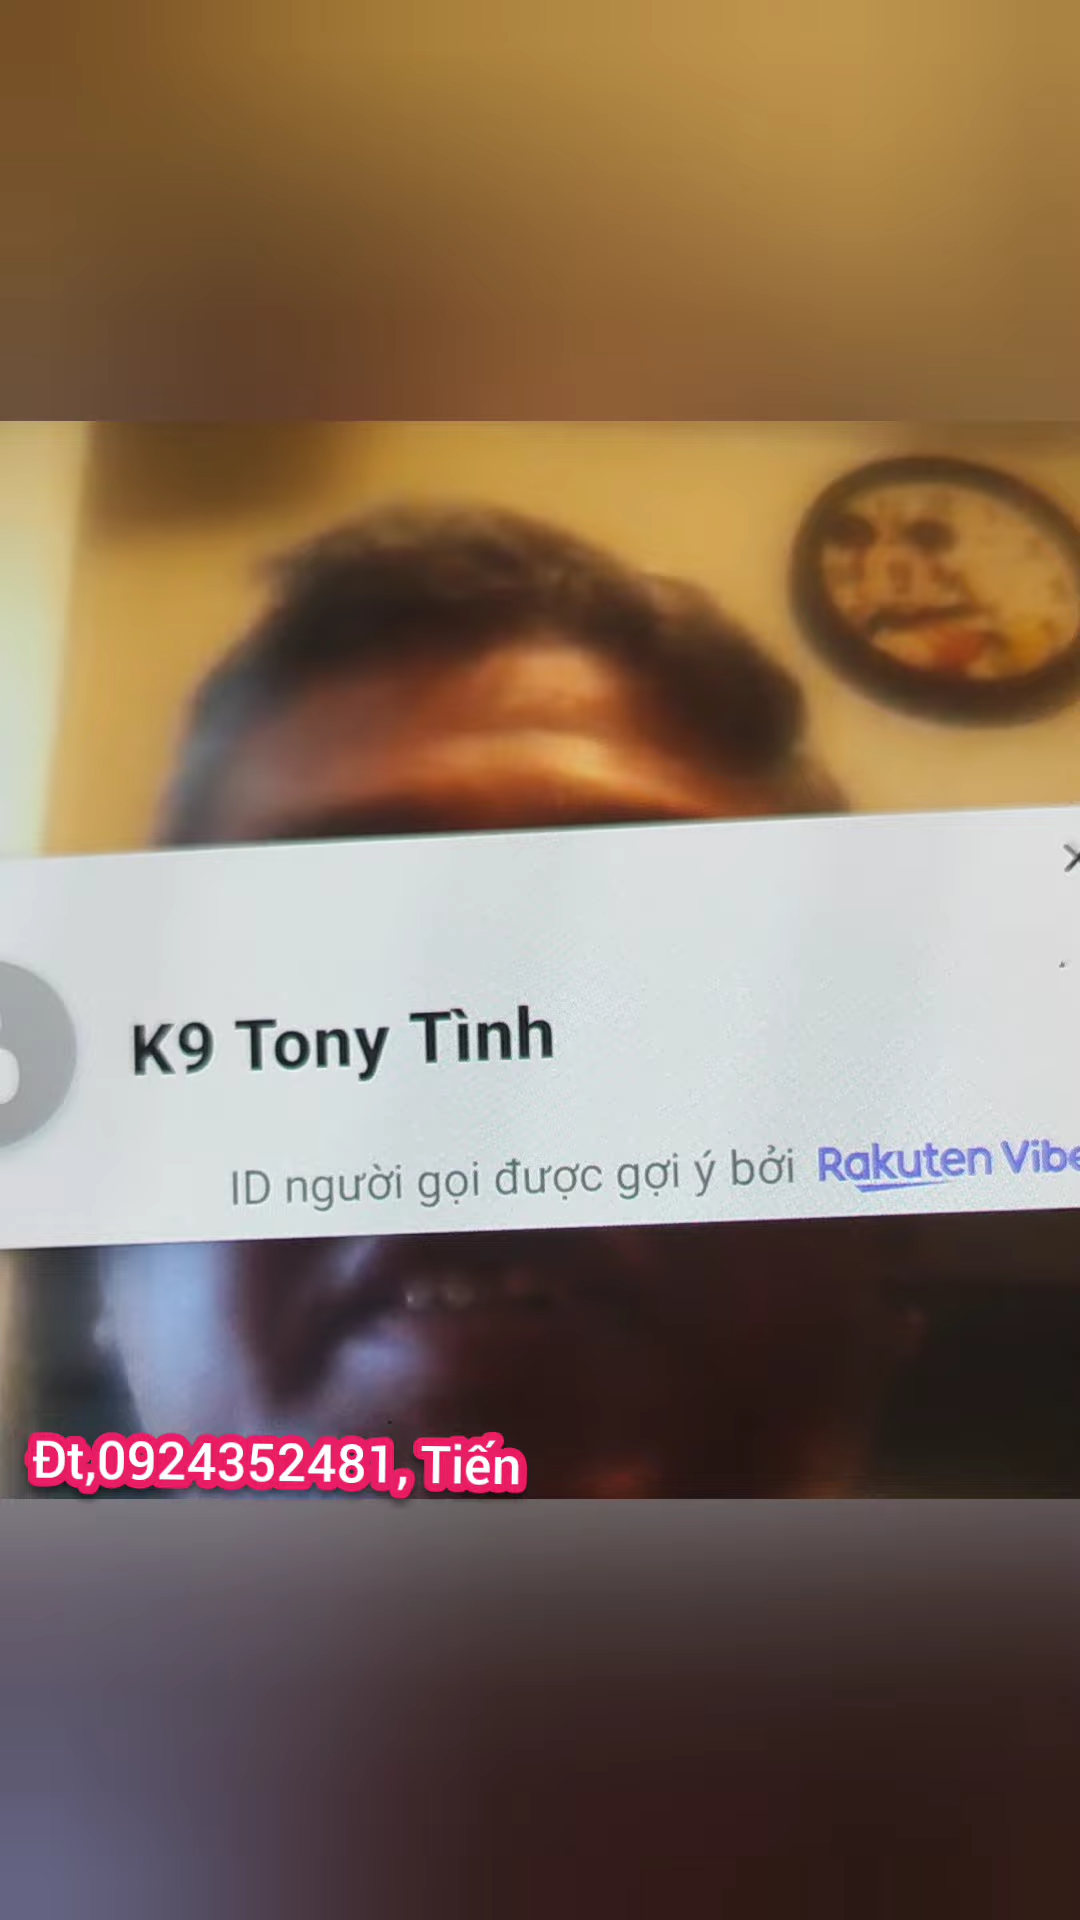 K9 Tony Tình
ID người gọi được gợi ý bởi Rakuten Vibe
Đt,0924352481, Tiến